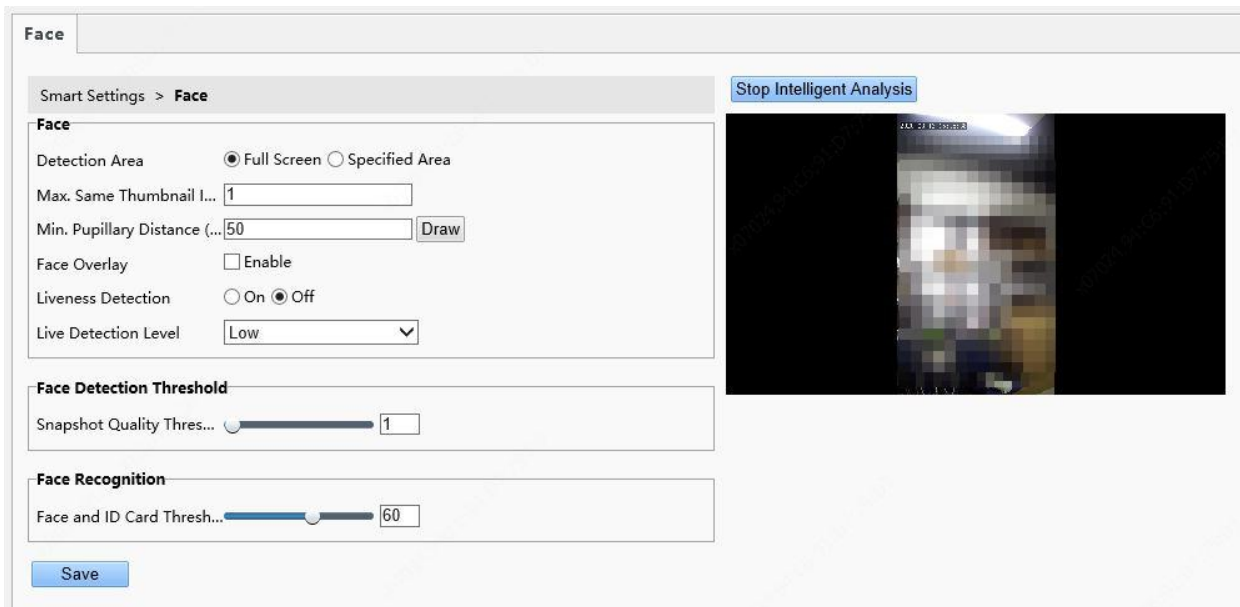 Face
Smart Settings > Face
Stop Intelligent Analysis
Face
Detection Area Full Screen Specified Area
Max. Same Thumbnail I... 1
Min. Pupillary Distance (... 50 Draw
Face Overlay Enable
Liveness Detection On Off
Live Detection Level Low
Face Detection Threshold
Snapshot Quality Thres... 1
Face Recognition
Face and ID Card Thresh... 60
Save